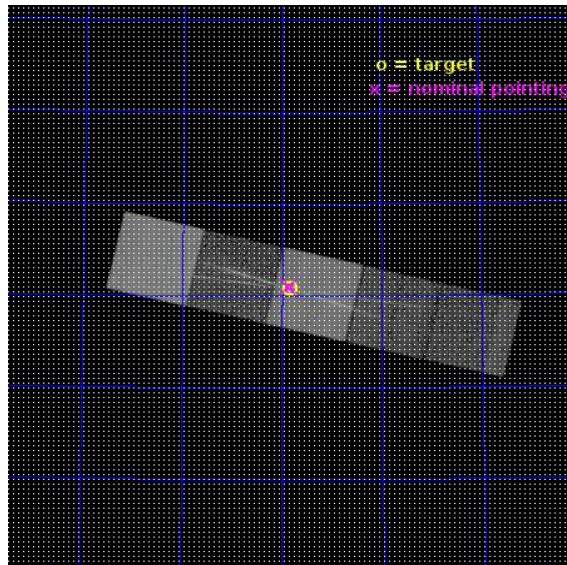 o = target
x = nominal pointing